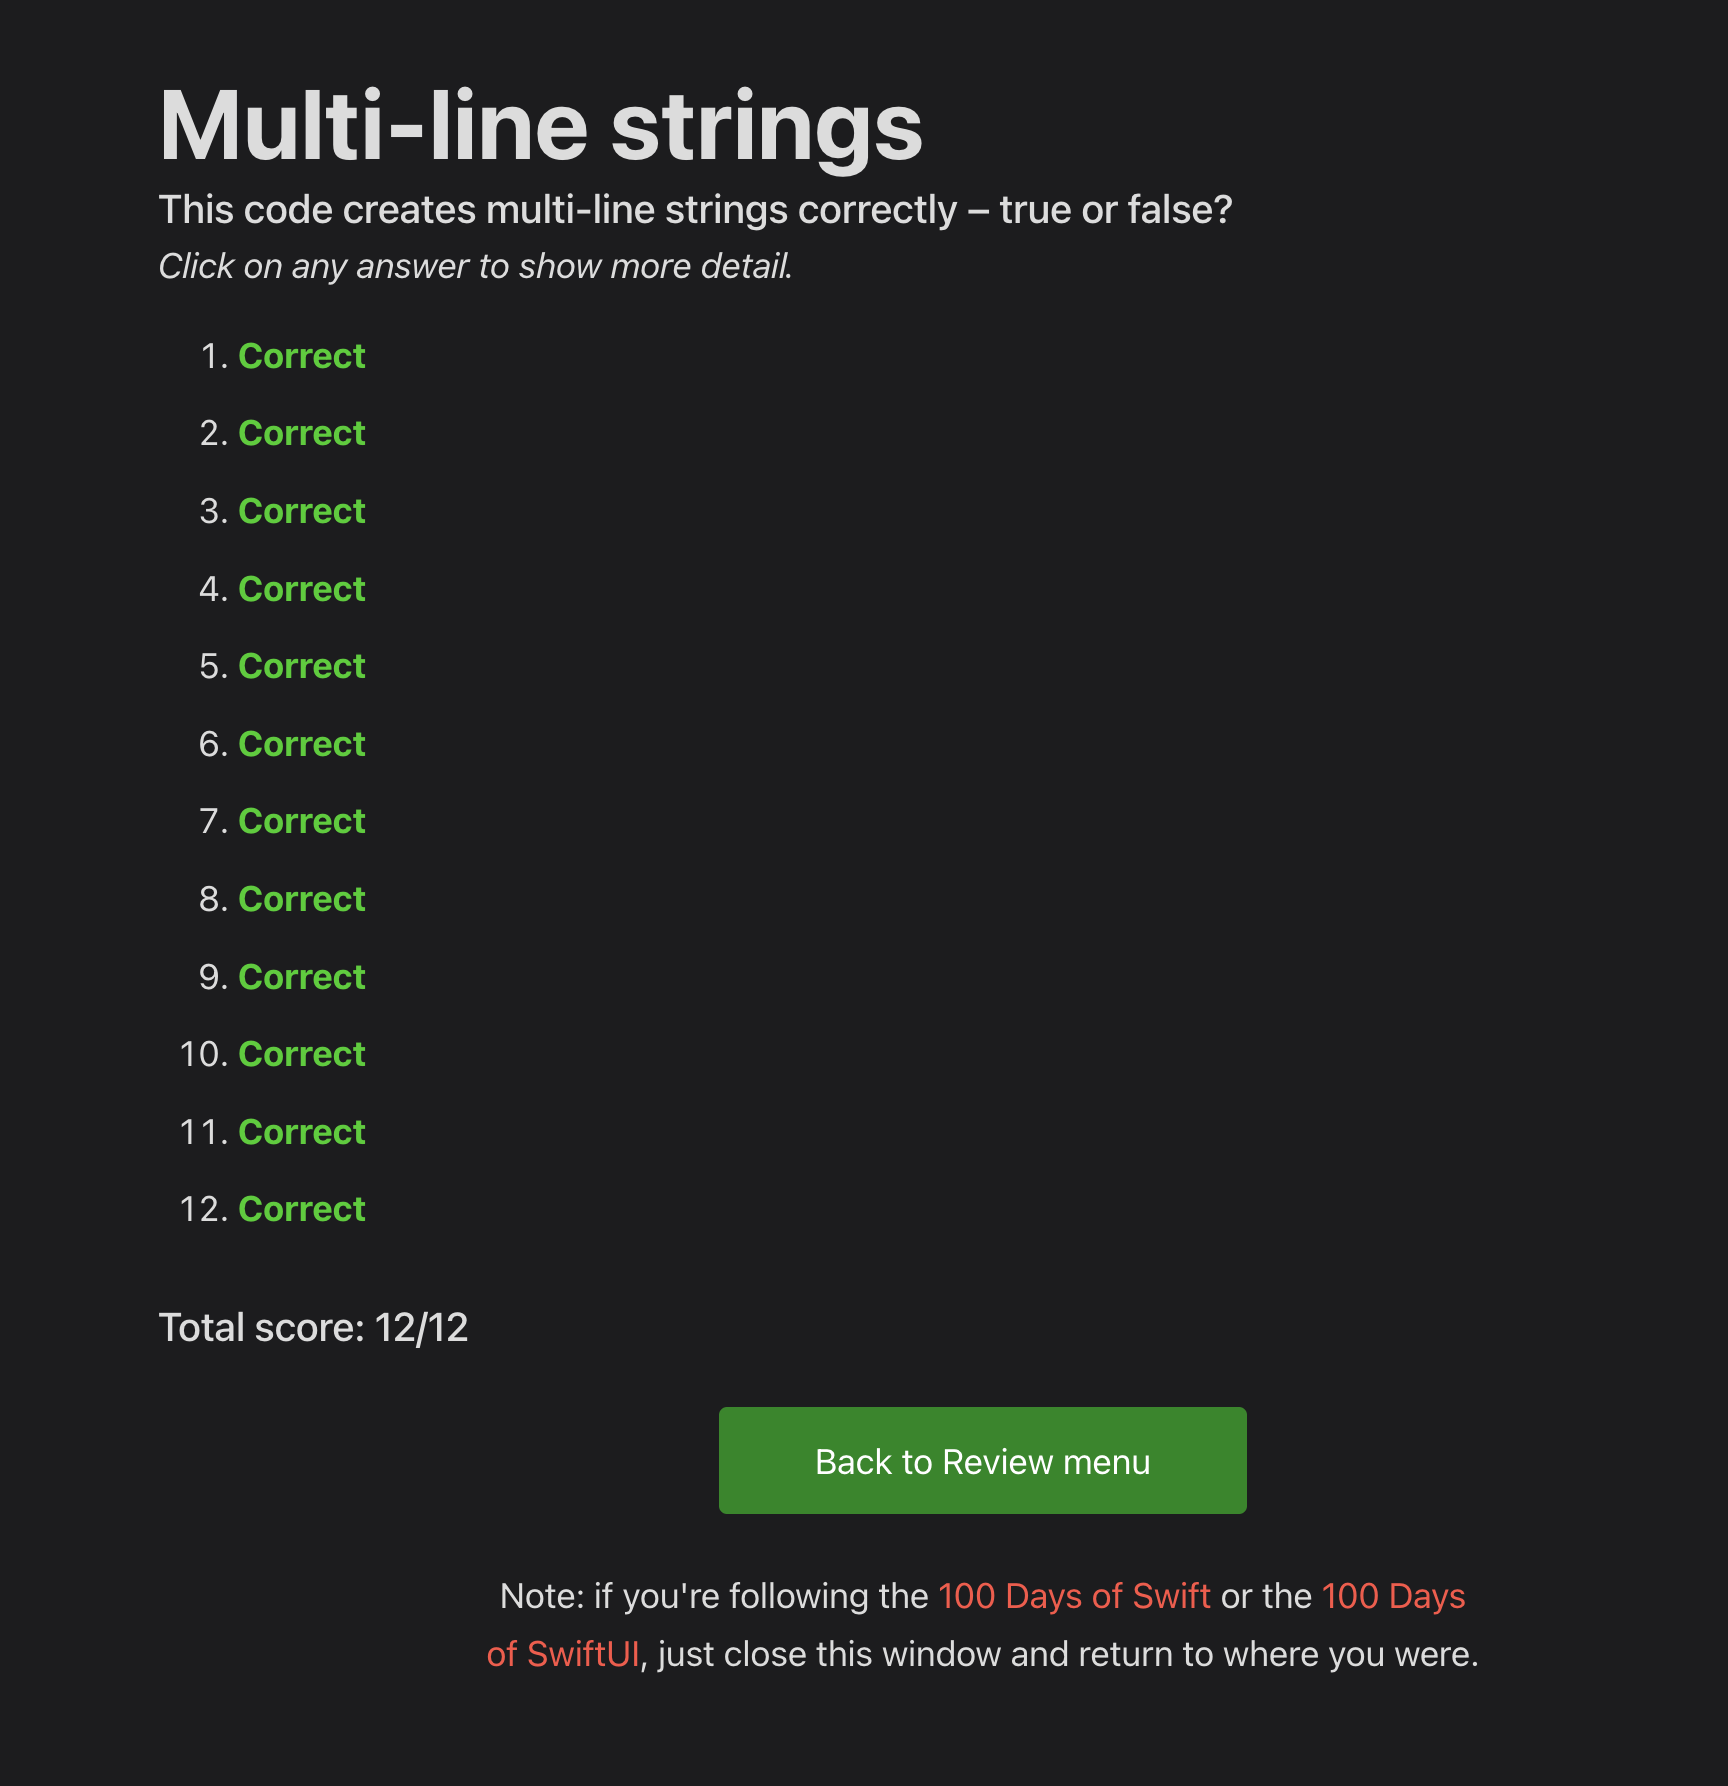 Multi-line strings
This code creates multi-line strings correctly – true or false?
Click on any answer to show more detail.
1. Correct
2. Correct
3. Correct
4. Correct
5. Correct
6. Correct
7. Correct
8. Correct
9. Correct
10. Correct
11. Correct
12. Correct
Total score: 12/12
Back to Review menu
Note: if you're following the 100 Days of Swift or the 100 Days
of SwiftUI, just close this window and return to where you were.